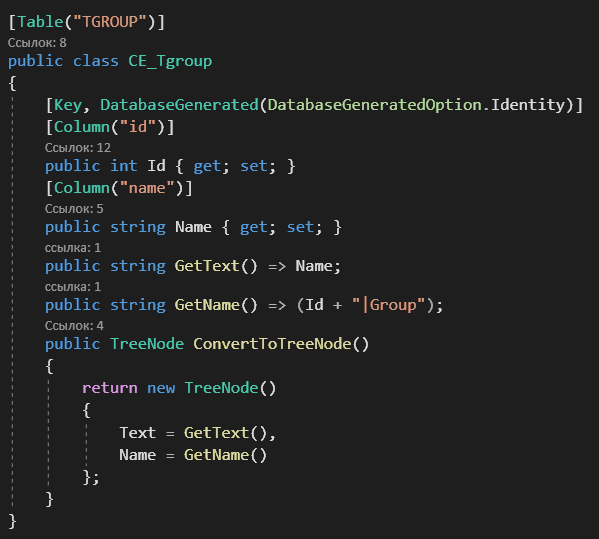 [Table("TGROUP")]
Ссылок: 8
public class CE_Tgroup
{
[Key, DatabaseGenerated(DatabaseGeneratedOption.Identity)]
[Column("id")]
Ссылок: 12
public int Id { get; set; }
[Column("name")]
Ссылок: 5
public string Name { get; set; }
ссылка: 1
public string GetText() => Name;
ссылка: 1
public string GetName() => (Id + "|Group");
Ссылок: 4
public TreeNode ConvertToTreeNode()
{
return new TreeNode()
{
Text = GetText(),
Name = GetName()
};
}
}